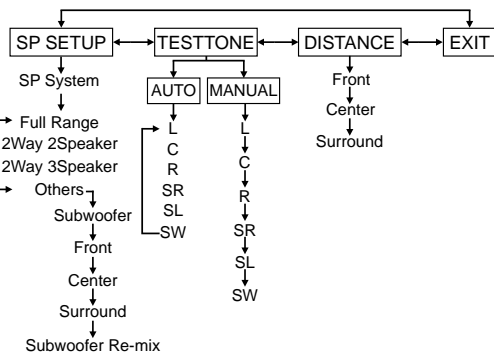 SP SETUP
TESTTONE
DISTANCE
EXIT
SP System
Full Range
2Way 2Speaker
2Way 3Speaker
Others
Subwoofer
Front
Center
Surround
Subwoofer Re-mix
AUTO
L
C
R
SR
SL
SW
MANUAL
L
C
R
SR
SL
SW
Front
Center
Surround